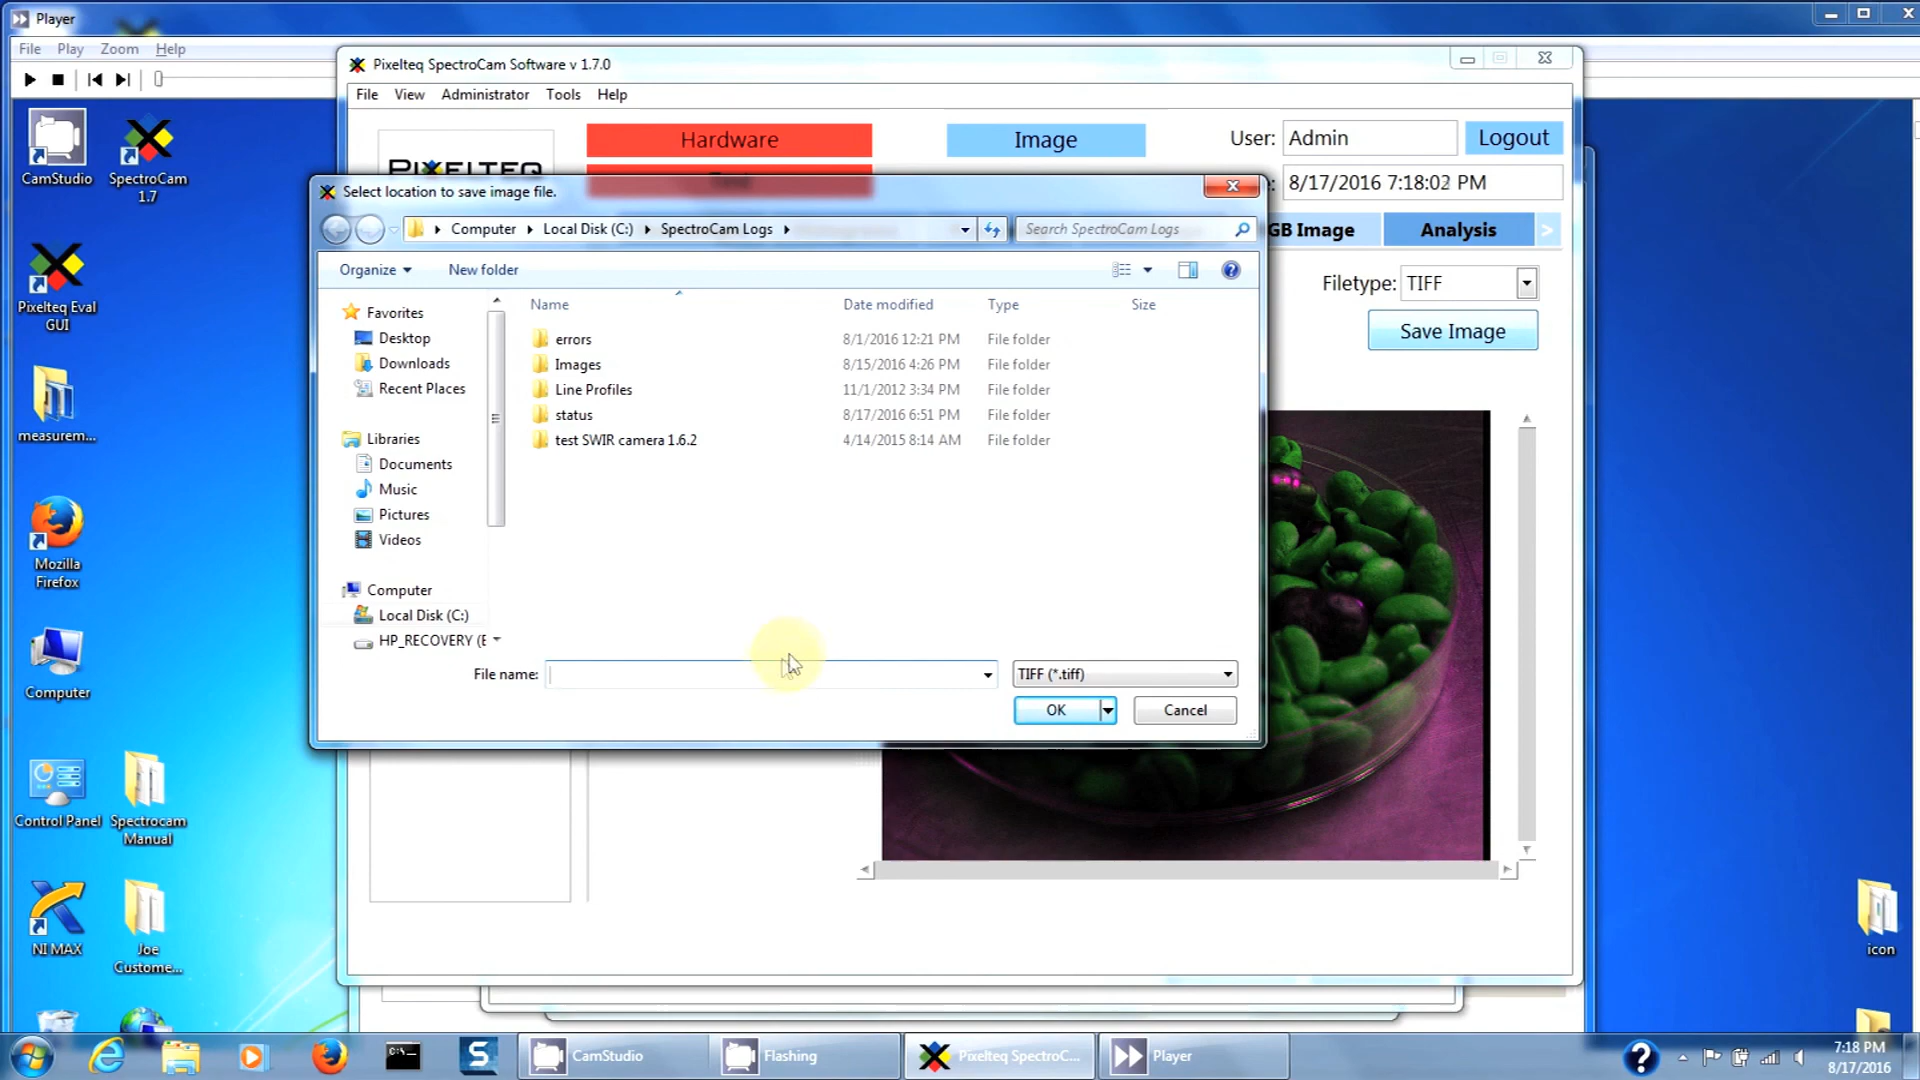 Player
File Play Zoom Help
Pixelteq SpectroCam Software v 1.7.0
File View Administrator Tools Help
PIXELTEQ
Hardware
Image
User: Admin
Logout
Test
8/17/2016 7:18:02 PM
GB Image
Analysis
>
Filetype: TIFF
Save Image
Select location to save image file.
Computer Local Disk (C:) SpectroCam Logs
Search SpectroCam Logs
Organize New folder
Name Date modified Type Size
errors 8/1/2016 12:21 PM File folder
Images 8/15/2016 4:26 PM File folder
Line Profiles 11/1/2012 3:34 PM File folder
status 8/17/2016 6:51 PM File folder
test SWIR camera 1.6.2 4/14/2015 8:14 AM File folder
Favorites
Desktop
Downloads
Recent Places
Libraries
Documents
Music
Pictures
Videos
Computer
Local Disk (C:)
HP_RECOVERY (E
File name:
TIFF (*.tiff)
OK
Cancel
CamStudio
SpectroCam
1.7
Pixelteq Eval
GUI
measurem...
Mozilla
Firefox
Computer
Control Panel
Spectrocam
Manual
NI MAX
Joe
Custome...
icon
C:\_
S
CamStudio
Flashing
Pixelteq SpectroC...
Player
7:18 PM
8/17/2016